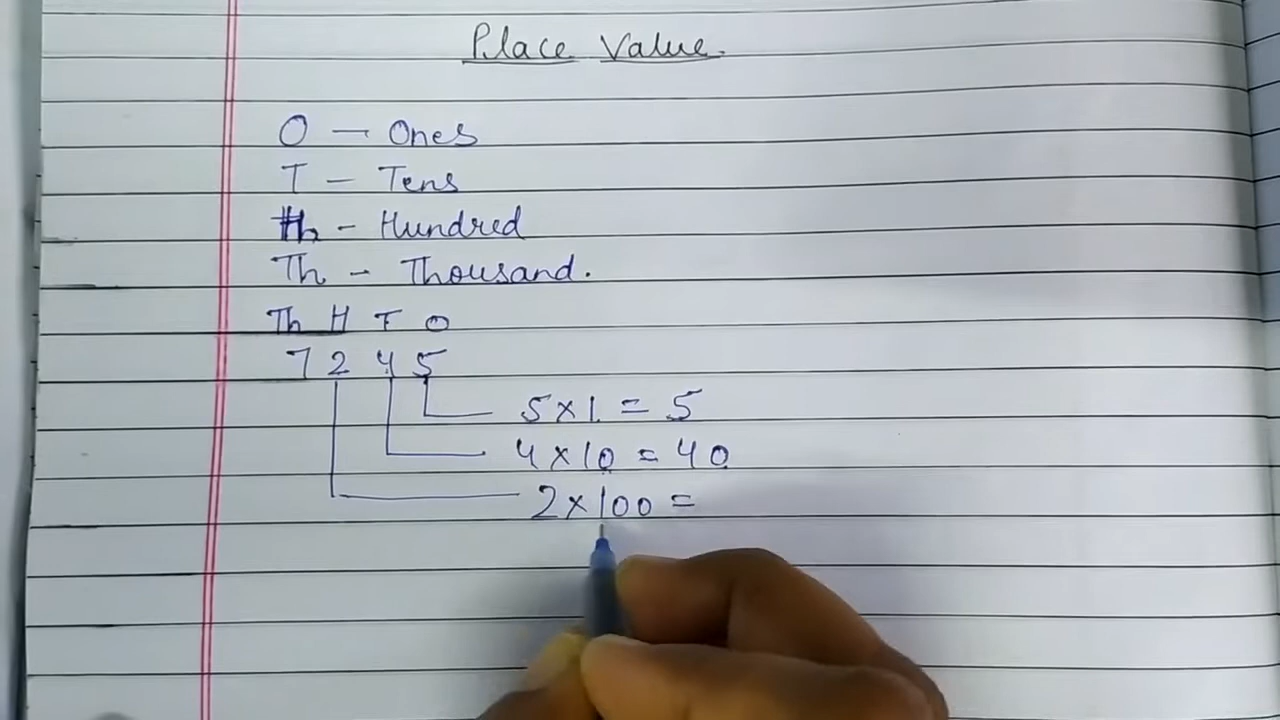 Place Value.
O — Ones
T — Tens
Hh - Hundred
Th - Thousand.
Th H T O
7 2 4 5
5 × 1 = 5
4 × 10 = 40
2 × 100 =